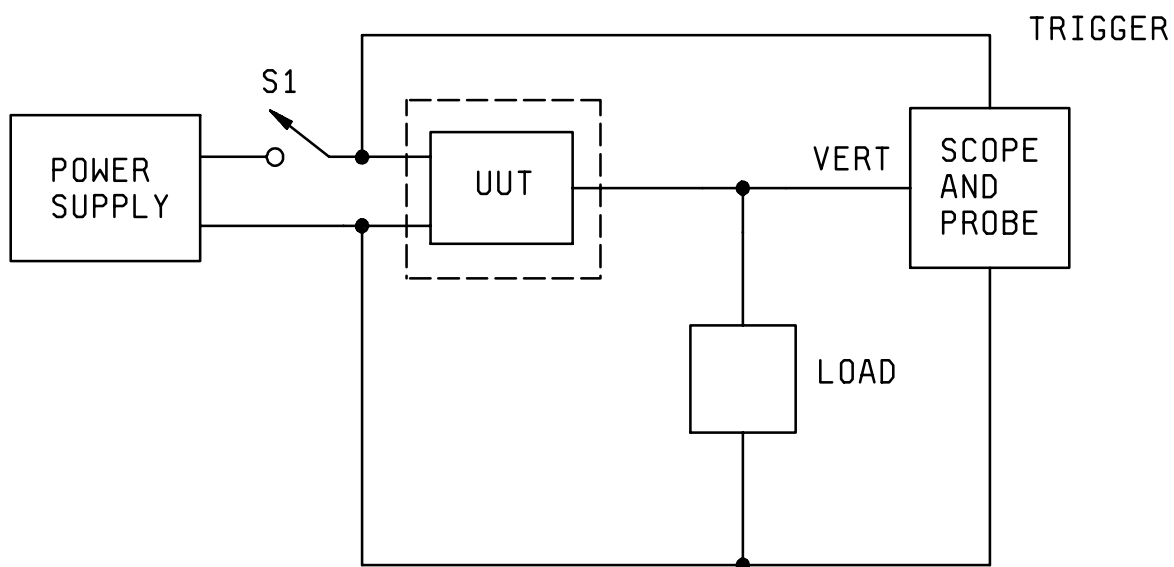 TRIGGER
S1
POWER
SUPPLY
UUT
VERT
SCOPE
AND
PROBE
LOAD